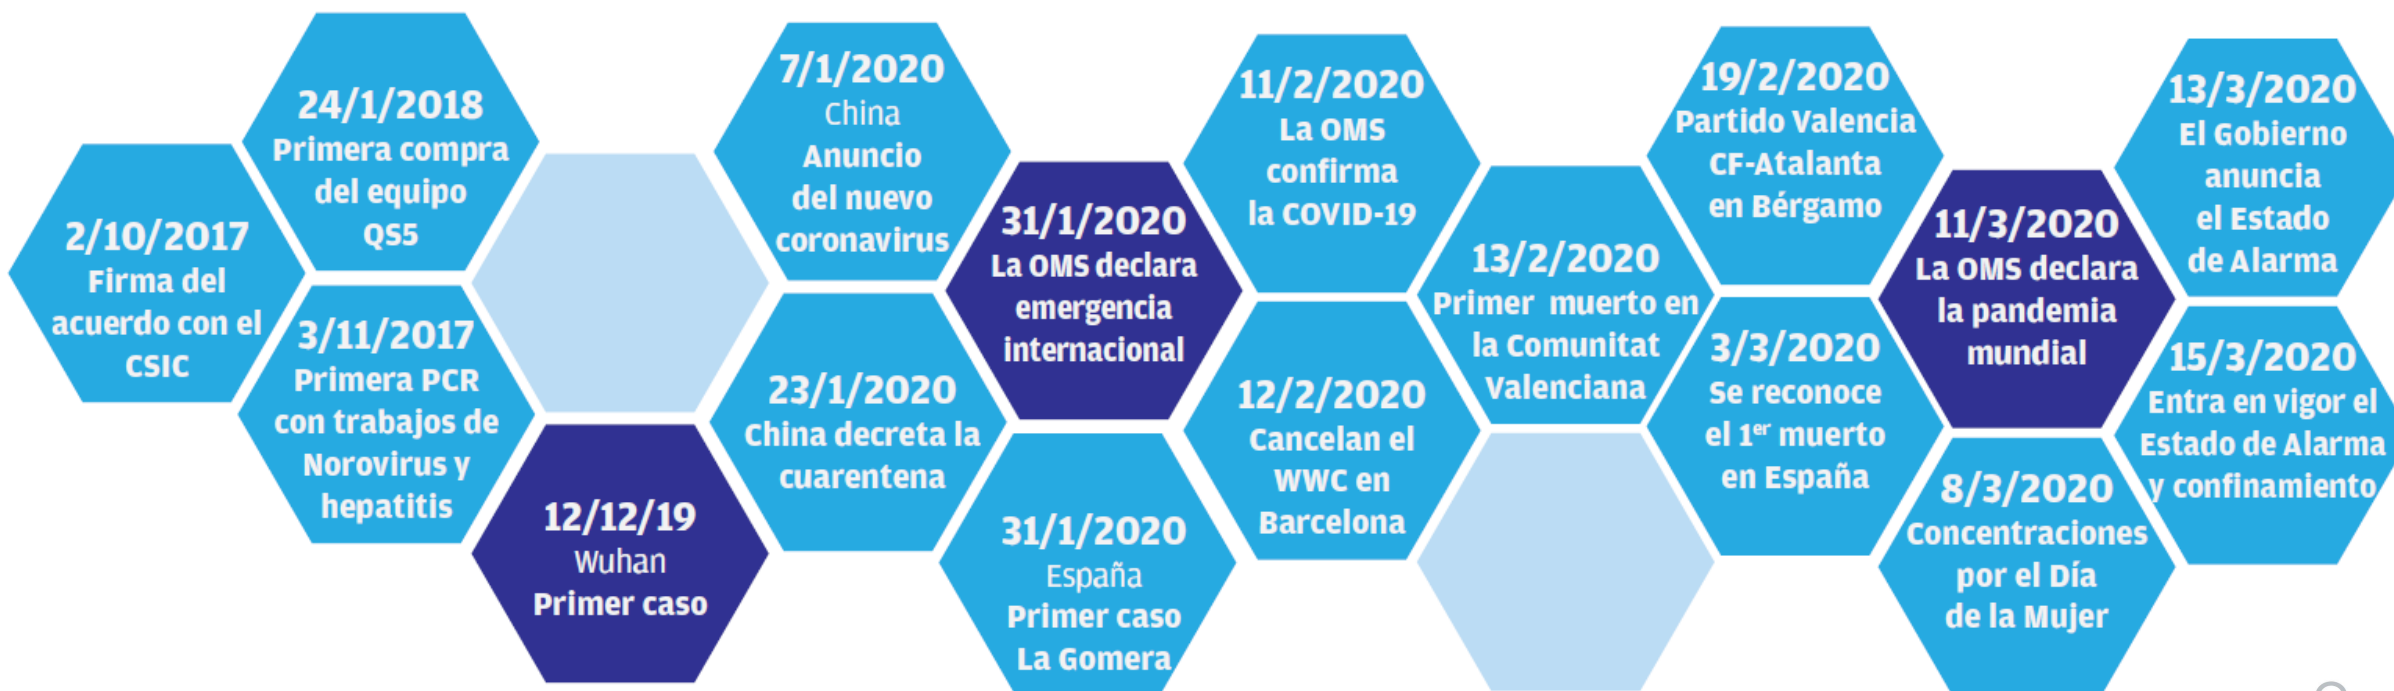 2/10/2017
Firma del
acuerdo con el
CSIC
24/1/2018
Primera compra
del equipo
QS5
3/11/2017
Primera PCR
con trabajos de
Norovirus y
hepatitis
12/12/19
Wuhan
Primer caso
7/1/2020
China
Anuncio
del nuevo
coronavirus
23/1/2020
China decreta la
cuarentena
31/1/2020
La OMS declara
emergencia
internacional
31/1/2020
España
Primer caso
La Gomera
11/2/2020
La OMS
confirma
la COVID-19
12/2/2020
Cancelan el
WWC en
Barcelona
13/2/2020
Primer muerto en
la Comunitat
Valenciana
19/2/2020
Partido Valencia
CF-Atalanta
en Bérgamo
3/3/2020
Se reconoce
el 1er muerto
en España
11/3/2020
La OMS declara
la pandemia
mundial
8/3/2020
Concentraciones
por el Día
de la Mujer
13/3/2020
El Gobierno
anuncia
el Estado
de Alarma
15/3/2020
Entra en vigor el
Estado de Alarma
y confinamiento